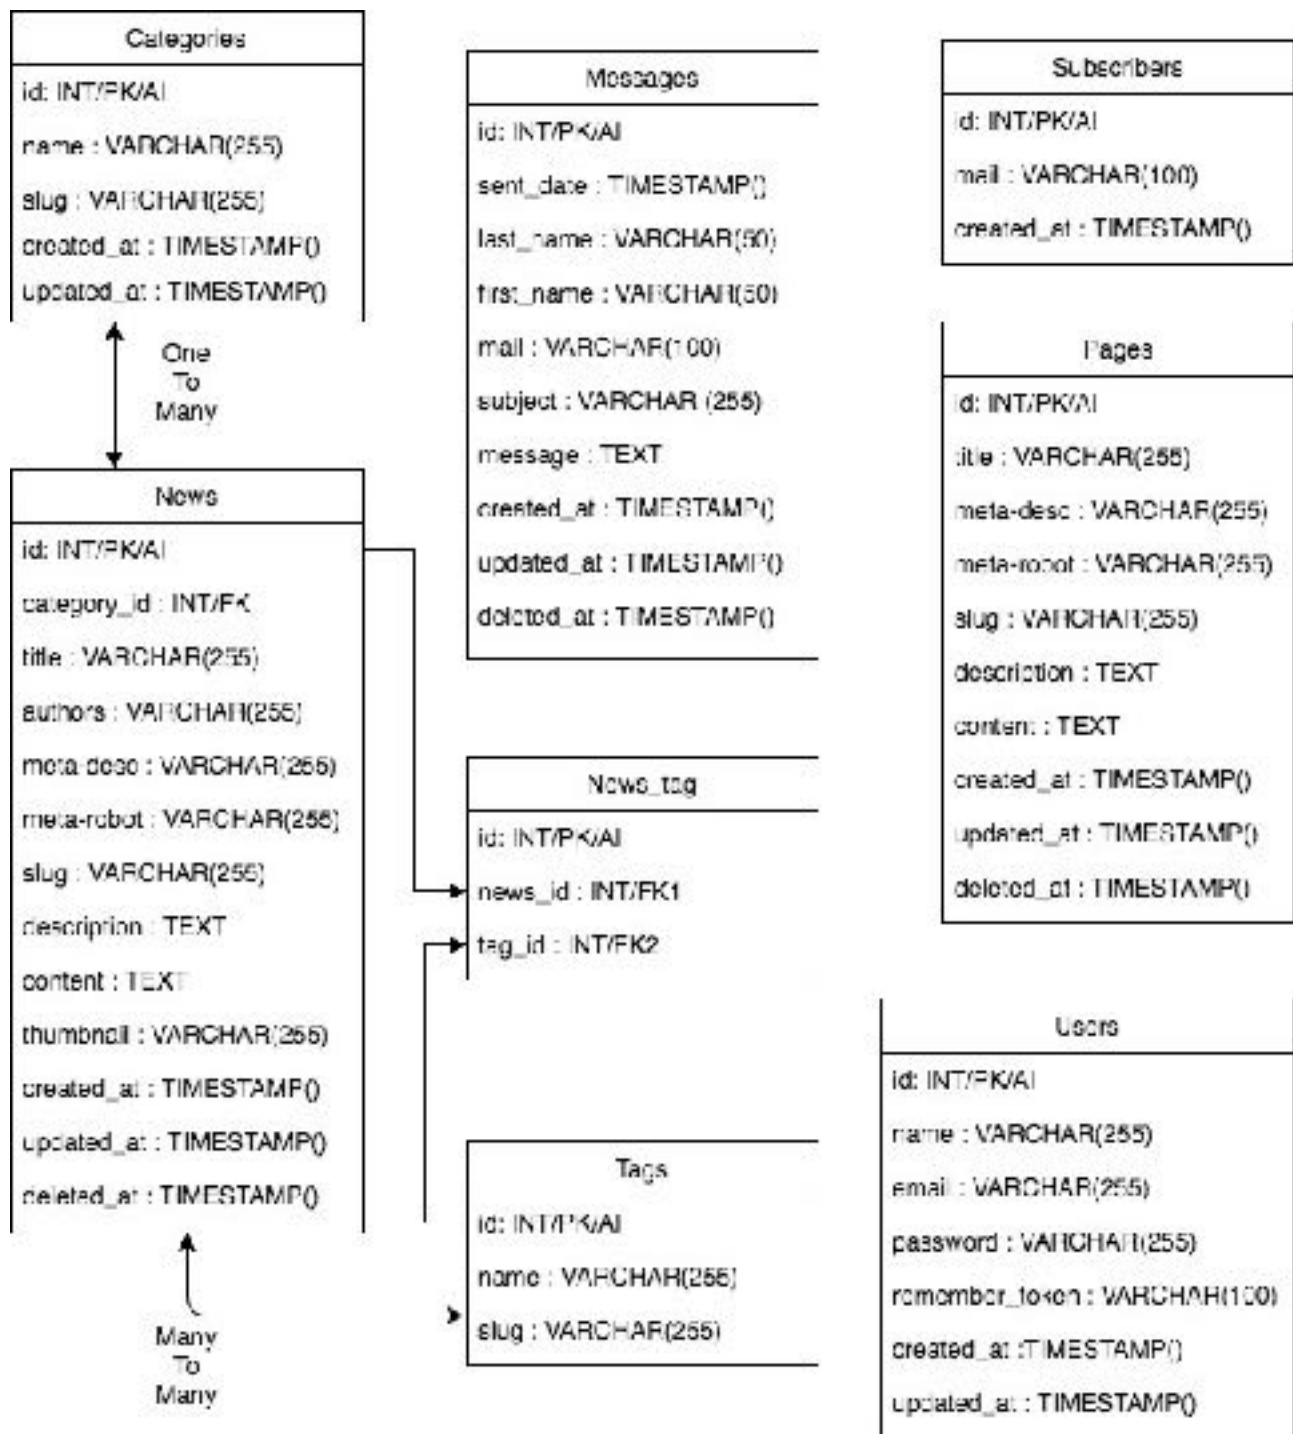 Categories
id: INT/PK/AI
name : VARCHAR(255)
slug : VARCHAR(255)
created_at : TIMESTAMP()
updated_at : TIMESTAMP()
One
To
Many
News
id: INT/PK/AI
category_id : INT/FK
title : VARCHAR(255)
authors : VARCHAR(255)
meta-desc : VARCHAR(255)
meta-robot : VARCHAR(255)
slug : VARCHAR(255)
description : TEXT
content : TEXT
thumbnail : VARCHAR(255)
created_at : TIMESTAMP()
updated_at : TIMESTAMP()
deleted_at : TIMESTAMP()
Many
To
Many
Messages
id: INT/PK/AI
sent_date : TIMESTAMP()
last_name : VARCHAR(50)
first_name : VARCHAR(50)
mail : VARCHAR(100)
subject : VARCHAR (255)
message : TEXT
created_at : TIMESTAMP()
updated_at : TIMESTAMP()
deleted_at : TIMESTAMP()
News_tag
id: INT/PK/AI
news_id : INT/FK1
tag_id : INT/FK2
Tags
id: INT/PK/AI
name : VARCHAR(255)
slug : VARCHAR(255)
Subscribers
id: INT/PK/AI
mail : VARCHAR(100)
created_at : TIMESTAMP()
Pages
id: INT/PK/AI
title : VARCHAR(255)
meta-desc : VARCHAR(255)
meta-robot : VARCHAR(255)
slug : VARCHAR(255)
description : TEXT
content : TEXT
created_at : TIMESTAMP()
updated_at : TIMESTAMP()
deleted_at : TIMESTAMP()
Users
id: INT/PK/AI
name : VARCHAR(255)
email : VARCHAR(255)
password : VARCHAR(255)
remember_token : VARCHAR(100)
created_at :TIMESTAMP()
updated_at : TIMESTAMP()